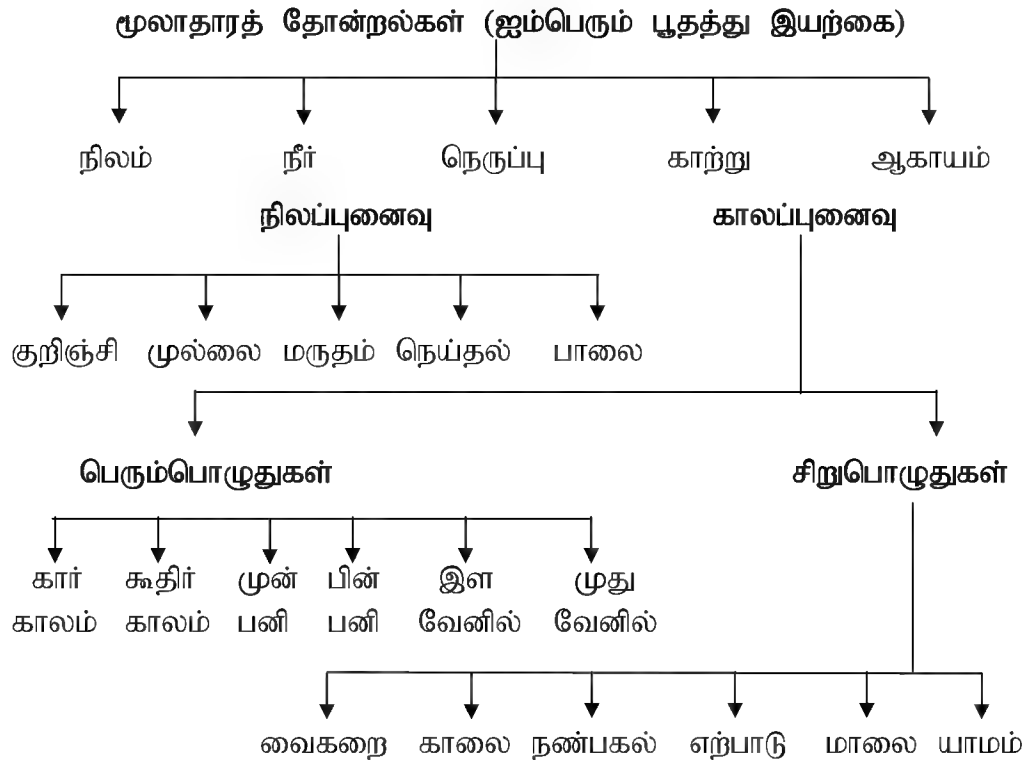 மூலாதாரத் தோன்றல்கள் (ஐம்பெரும் பூதத்து இயற்கை)
நிலம் நீர் நெருப்பு காற்று ஆகாயம்
நிலப்புனைவு காலப்புனைவு
குறிஞ்சி முல்லை மருதம் நெய்தல் பாலை
பெரும்பொழுதுகள் சிறுபொழுதுகள்
கார் கூதிர் முன் பின் இள முது
காலம் காலம் பனி பனி வேனில் வேனில்
வைகறை காலை நண்பகல் எற்பாடு மாலை யாமம்